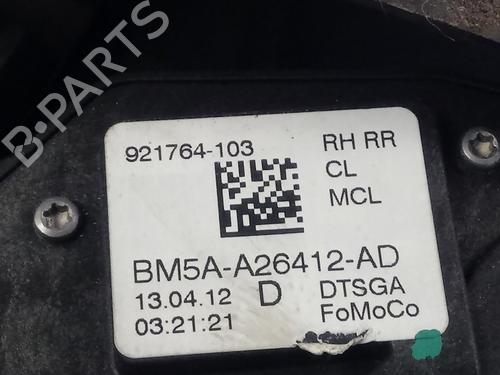 B-PARTS
921764-103 RH RR
CL
MCL
BM5A-A26412-AD
13.04.12 D DTSGA
03:21:21 FoMoCo